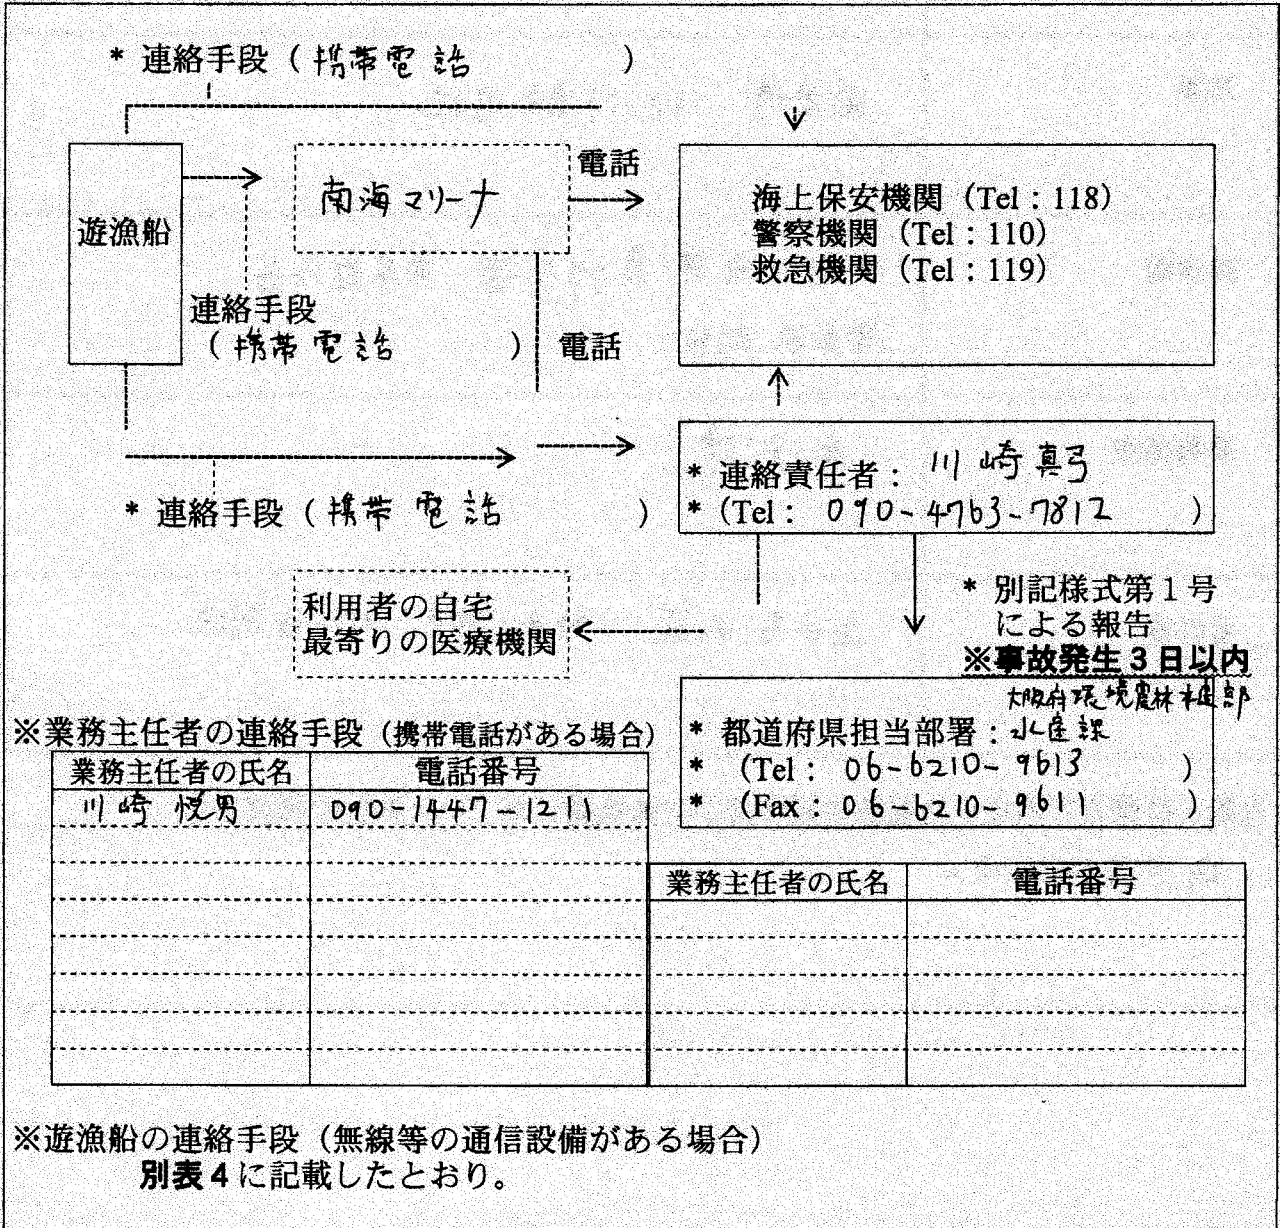 * 連絡手段（携帯電話　　　）
遊漁船
南海マリーナ
電話
海上保安機関（Tel：118）
警察機関（Tel：110）
救急機関（Tel：119）
連絡手段
（携帯電話　　　）
電話
* 連絡責任者： 川崎真弓
* （Tel： 090-4763-7812　　）
* 連絡手段（携帯電話　　　）
利用者の自宅
最寄りの医療機関
* 別記様式第１号
による報告
※事故発生３日以内
大阪府環境農林水産部
* 都道府県担当部署：水産課
* （Tel： 06-6210-9613　　）
* （Fax：06-6210-9611　　）
※業務主任者の連絡手段（携帯電話がある場合）
業務主任者の氏名　電話番号
川崎 悦男　090-1447-1211
業務主任者の氏名　電話番号
※遊漁船の連絡手段（無線等の通信設備がある場合）
別表４に記載したとおり。